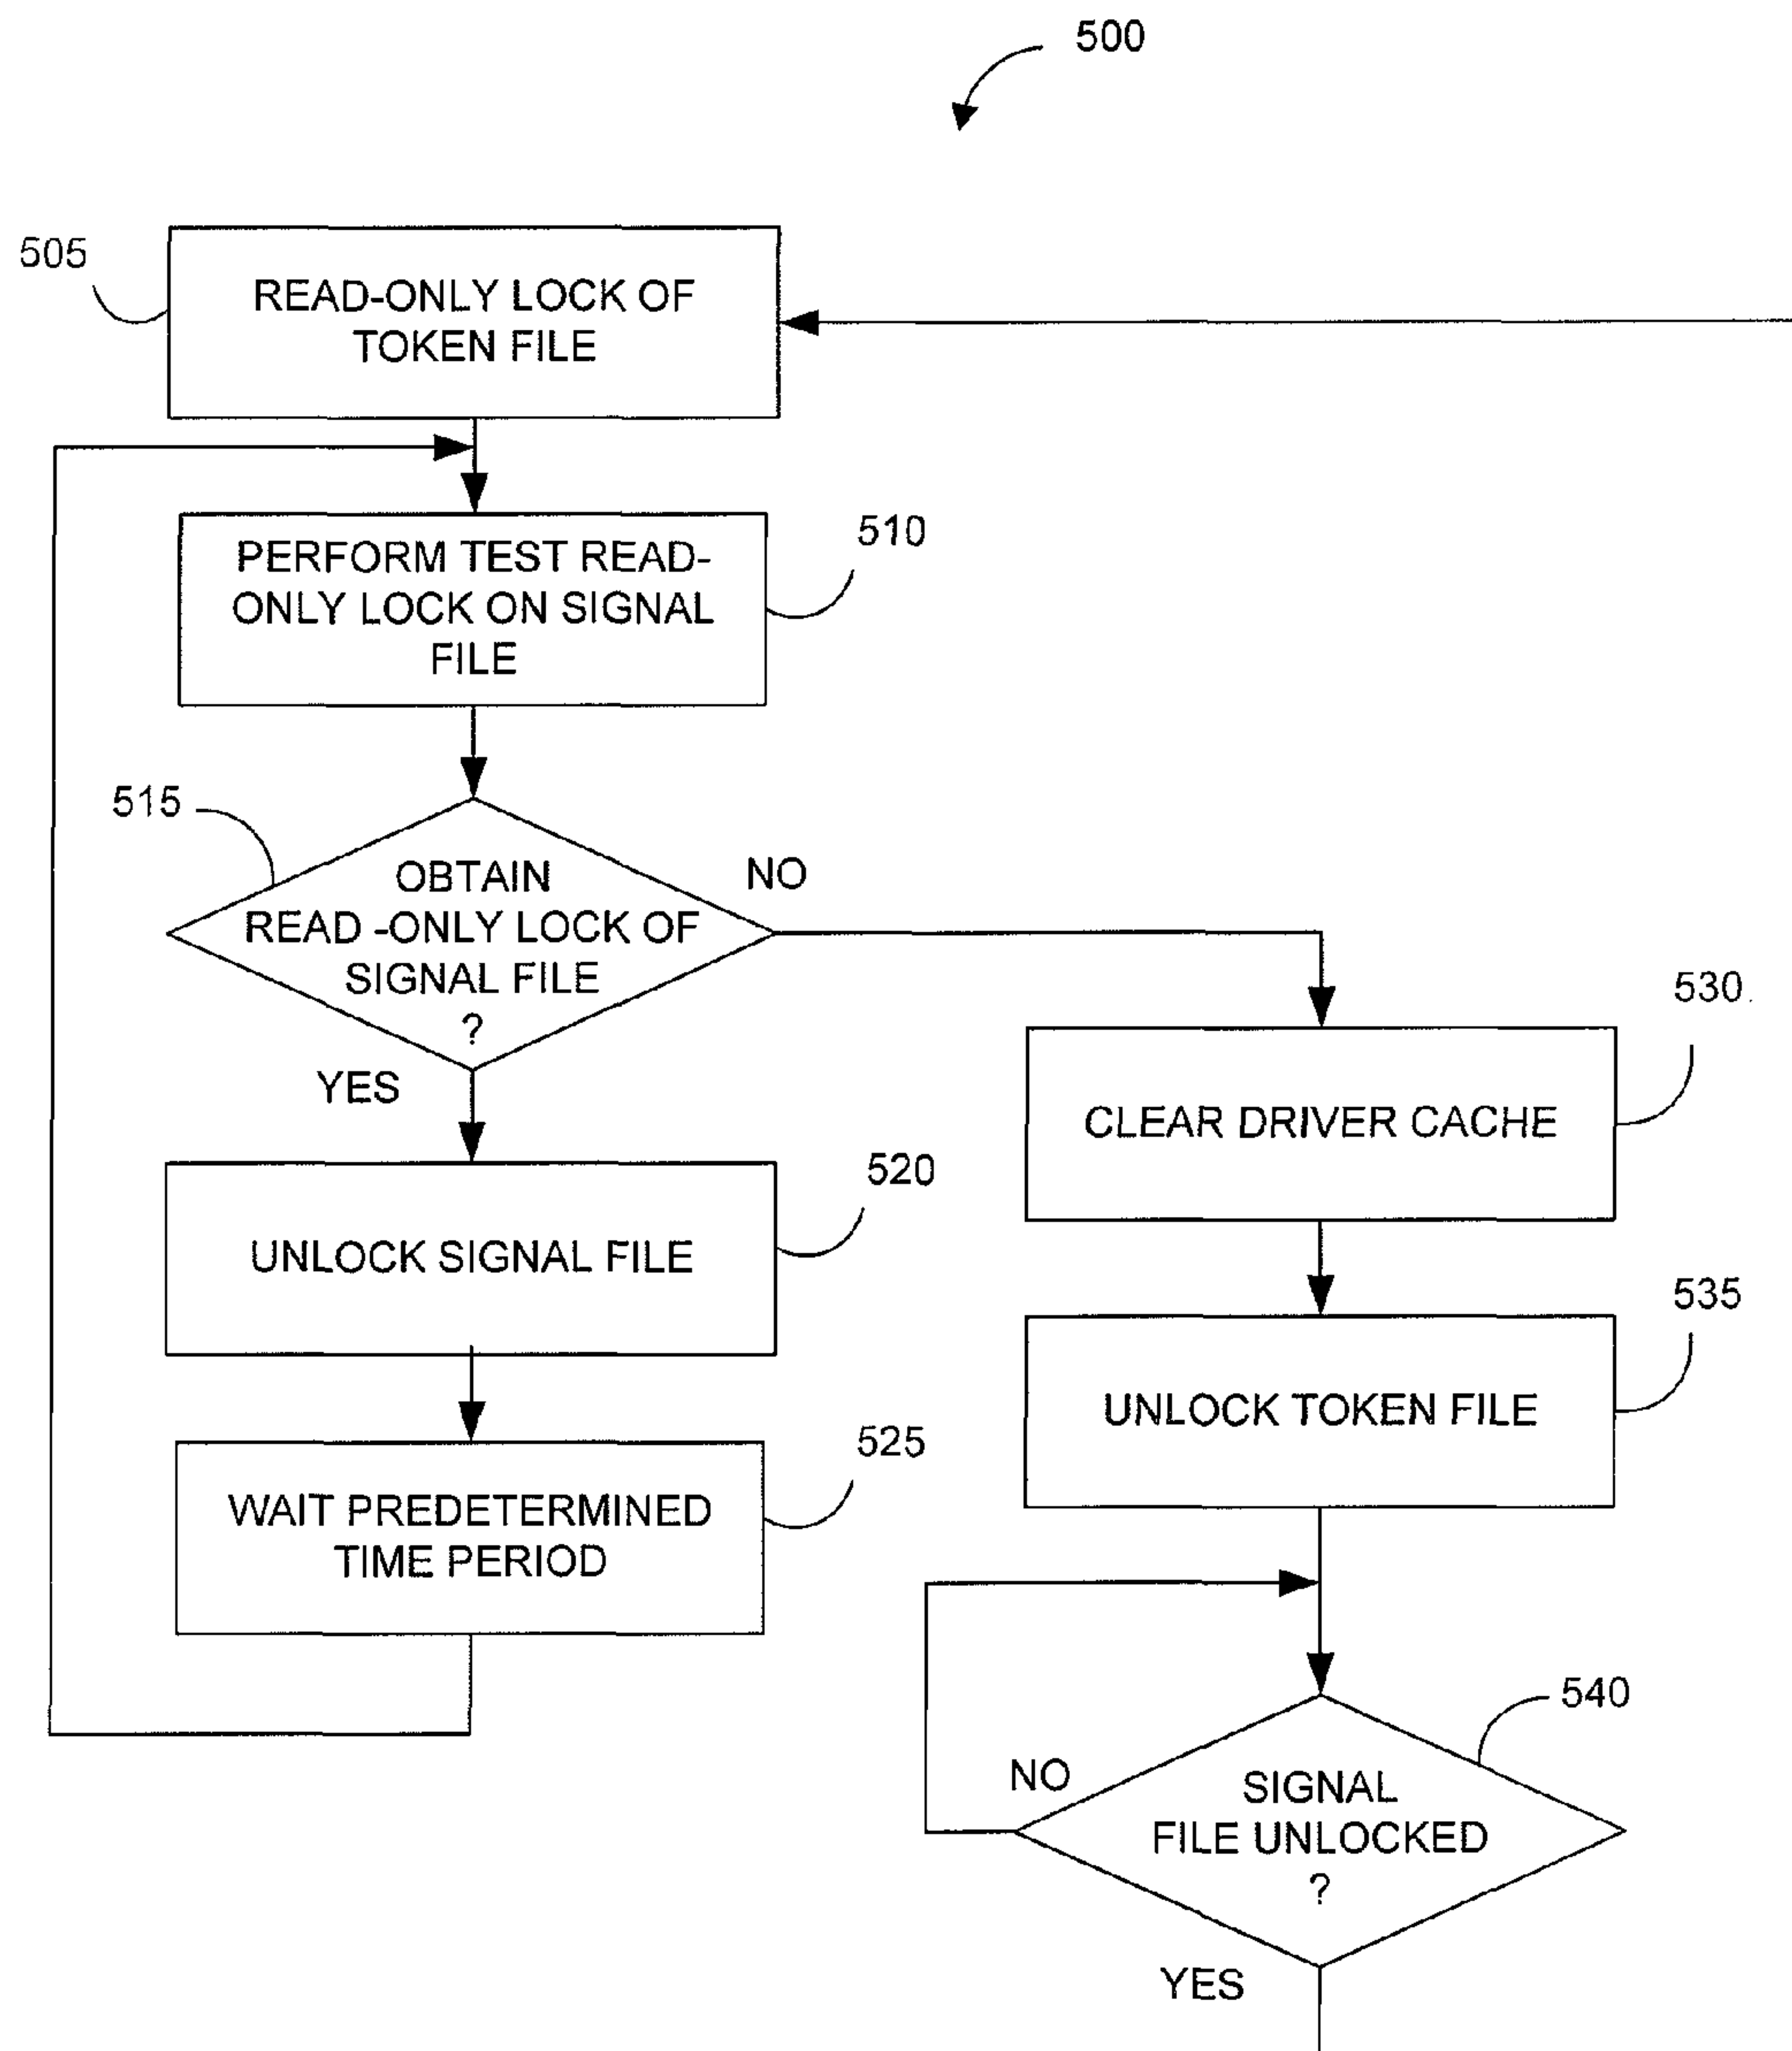 500
505
READ-ONLY LOCK OF
TOKEN FILE
510
PERFORM TEST READ-
ONLY LOCK ON SIGNAL
FILE
515
OBTAIN
READ -ONLY LOCK OF
SIGNAL FILE
?
NO
YES
520
UNLOCK SIGNAL FILE
525
WAIT PREDETERMINED
TIME PERIOD
530
CLEAR DRIVER CACHE
535
UNLOCK TOKEN FILE
540
SIGNAL
FILE UNLOCKED
?
NO
YES